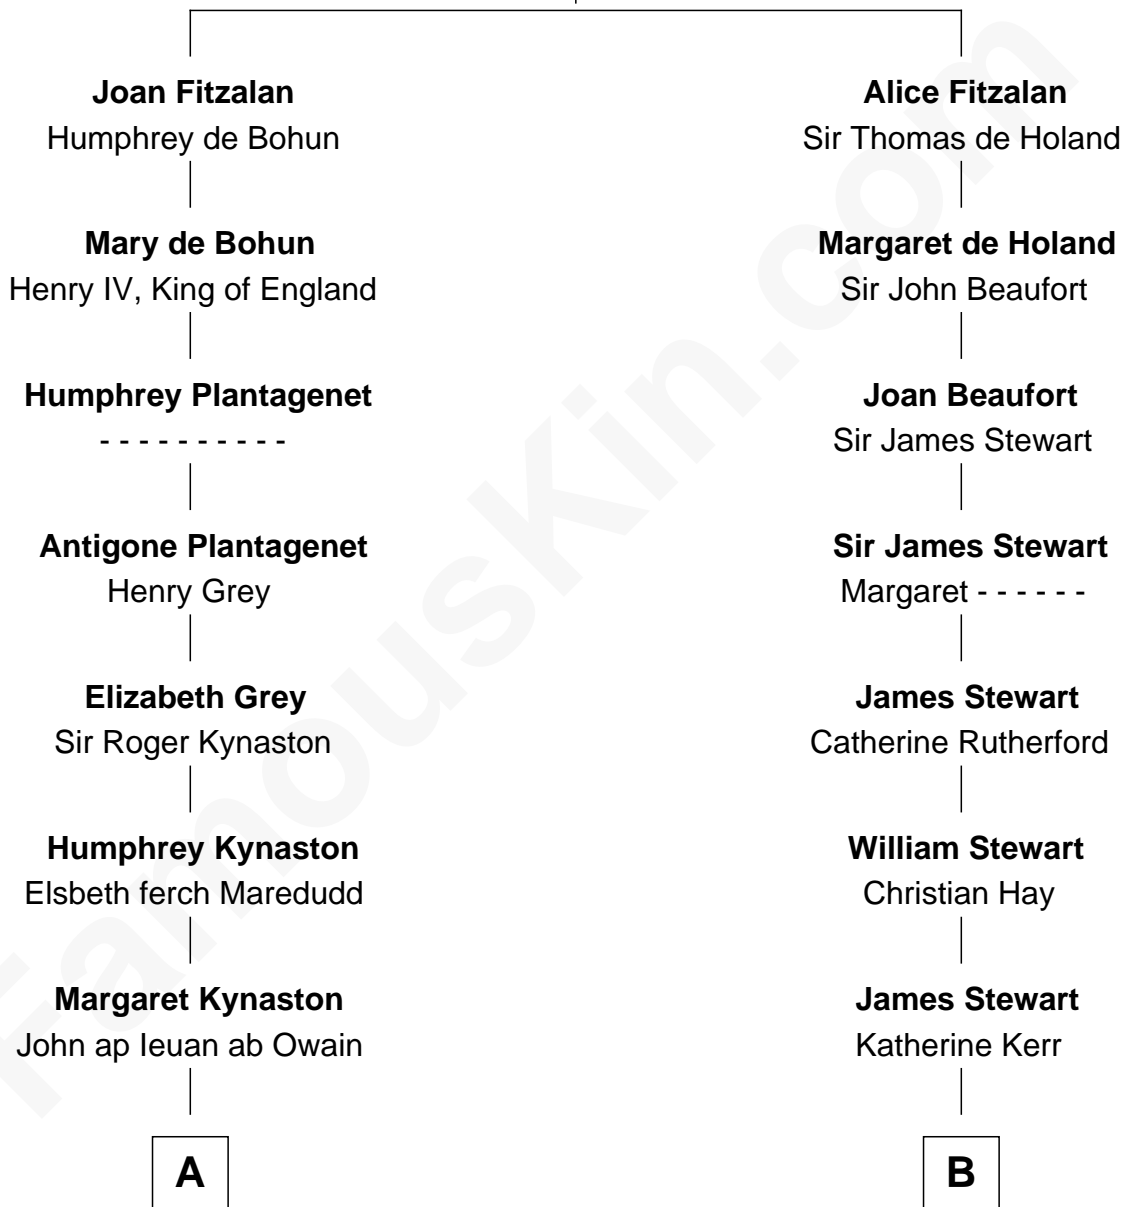 Joan Fitzalan
Humphrey de Bohun
Mary de Bohun
Henry IV, King of England
Humphrey Plantagenet
- - - - - - - - - -
Antigone Plantagenet
Henry Grey
Elizabeth Grey
Sir Roger Kynaston
Humphrey Kynaston
Elsbeth ferch Maredudd
Margaret Kynaston
John ap Ieuan ab Owain
A
Alice Fitzalan
Sir Thomas de Holand
Margaret de Holand
Sir John Beaufort
Joan Beaufort
Sir James Stewart
Sir James Stewart
Margaret - - - - - -
James Stewart
Catherine Rutherford
William Stewart
Christian Hay
James Stewart
Katherine Kerr
B
FamousKin.com